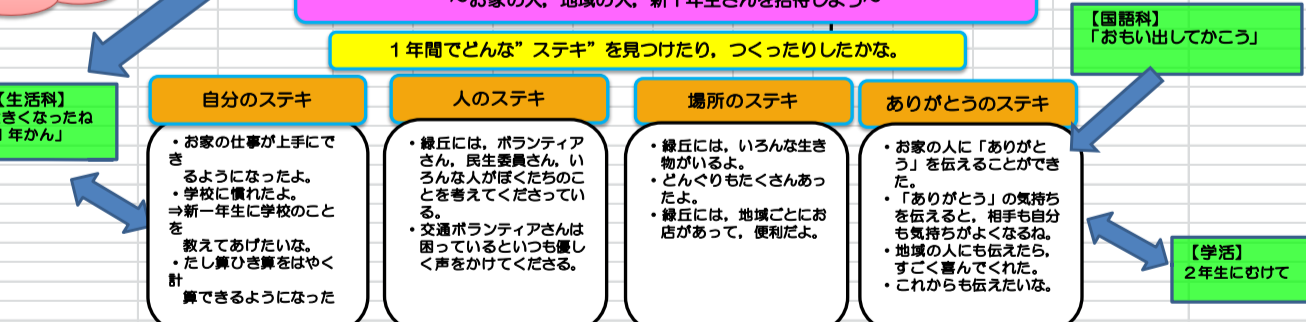 ～お家の人，地域の人，新１年生さんを招待しよう～
【国語科】
「おもい出してかこう」
１年間でどんな”ステキ”を見つけたり，つくったりしたかな。
【生活科】
きくなったね
年かん」
自分のステキ
人のステキ
場所のステキ
ありがとうのステキ
・お家の仕事が上手にで
き
るようになったよ。
・学校に慣れたよ。
⇒新一年生に学校のこと
を
教えてあげたいな。
・たし算ひき算をはやく
計
算できるようになった
・緑丘には，ボランティア
さん，民生委員さん，い
ろんな人がぼくたちのこ
とを考えてくださってい
る。
・交通ボランティアさんは
困っているといつも優し
く声をかけてくださる。
・緑丘には，いろんな生き
物がいるよ。
・どんぐりもたくさんあっ
たよ。
・緑丘には，地域ごとにお
店があって，便利だよ。
・お家の人に「ありがと
う」を伝えることができ
た。
・「ありがとう」の気持ち
を伝えると，相手も自分
も気持ちがよくなるね。
・地域の人にも伝えたら，
すごく喜んでくれた。
・これからも伝えたいな。
【学活】
２年生にむけて